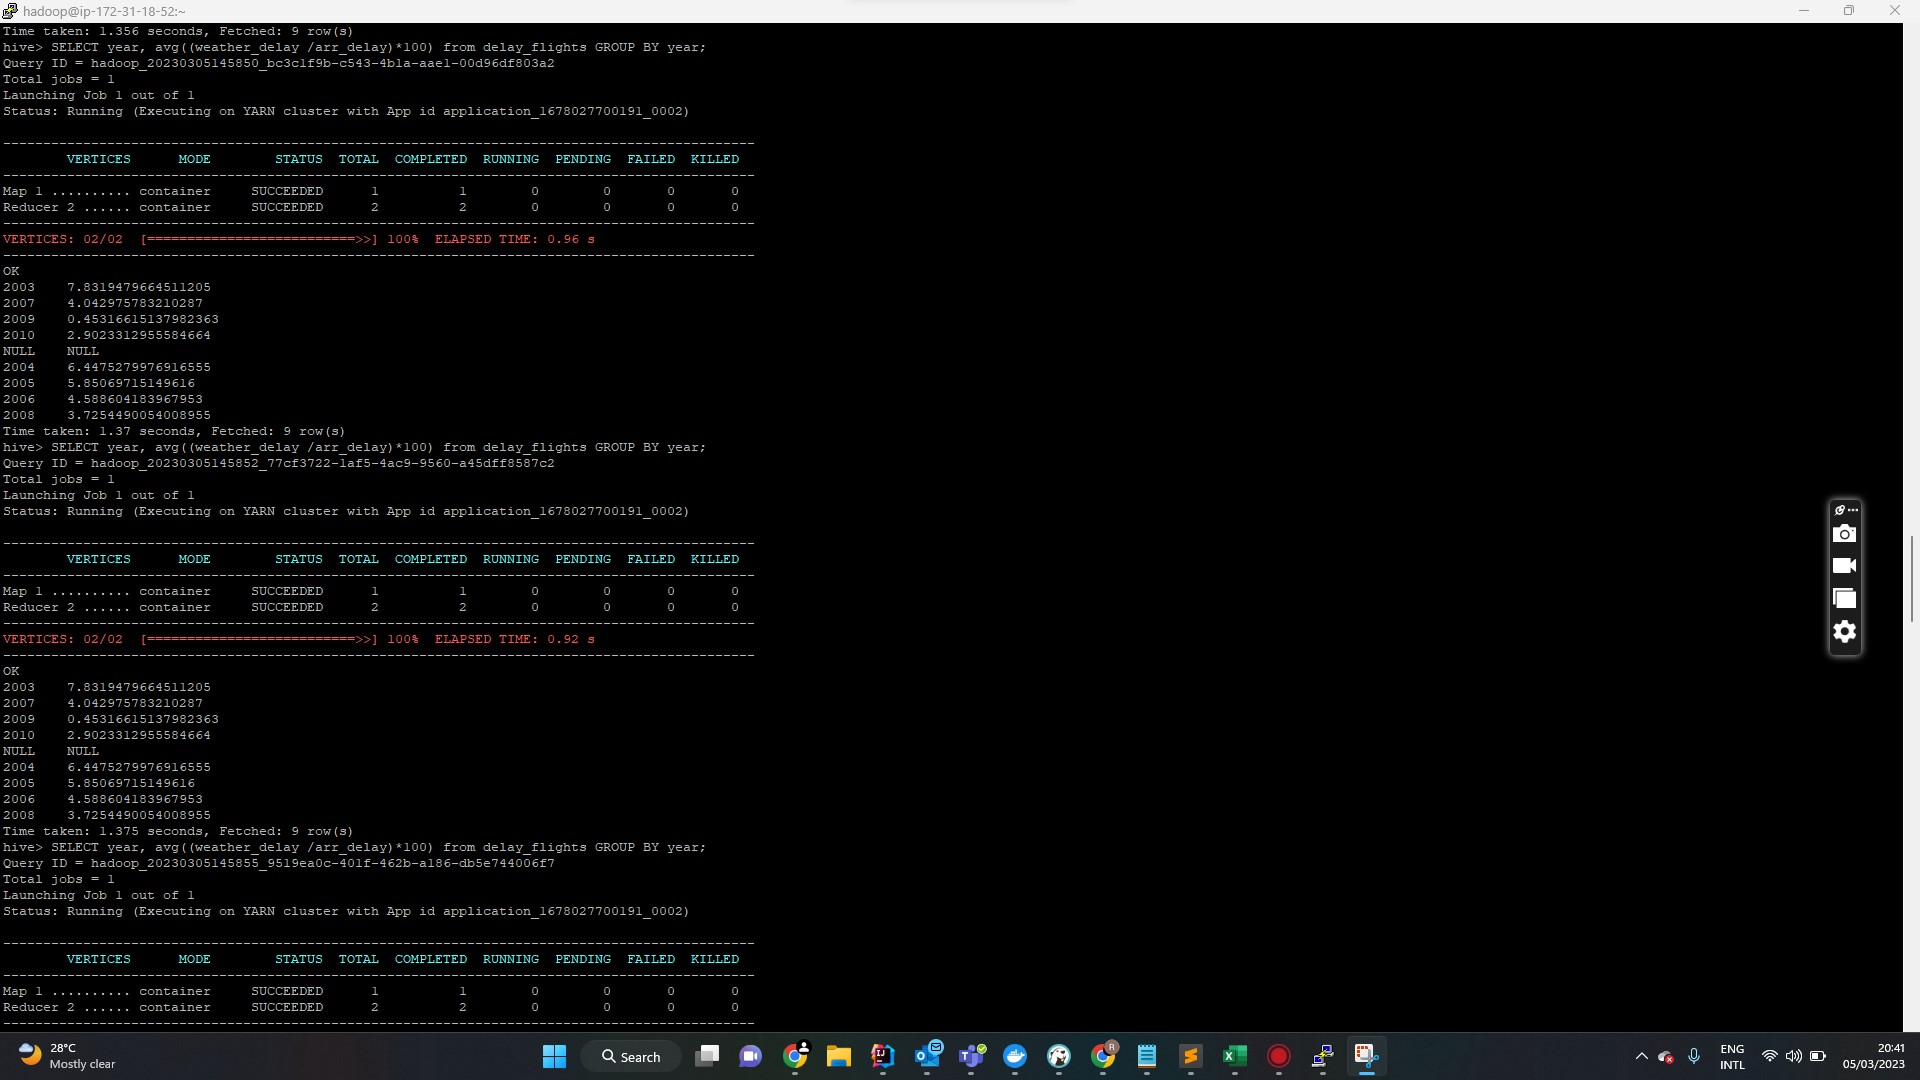 hadoop@ip-172-31-18-52:~
Time taken: 1.356 seconds, Fetched: 9 row(s)
hive> SELECT year, avg((weather_delay /arr_delay)*100) from delay_flights GROUP BY year;
Query ID = hadoop_20230305145850_bc3c1f9b-c543-4b1a-aae1-00d96df803a2
Total jobs = 1
Launching Job 1 out of 1
Status: Running (Executing on YARN cluster with App id application_1678027700191_0002)
----------------------------------------------------------------------------------------------
VERTICES MODE STATUS TOTAL COMPLETED RUNNING PENDING FAILED KILLED
----------------------------------------------------------------------------------------------
Map 1 .......... container SUCCEEDED 1 1 0 0 0 0
Reducer 2 ...... container SUCCEEDED 2 2 0 0 0 0
----------------------------------------------------------------------------------------------
VERTICES: 02/02 [==========================>>] 100% ELAPSED TIME: 0.96 s
----------------------------------------------------------------------------------------------
OK
2003 7.8319479664511205
2007 4.042975783210287
2009 0.45316615137982363
2010 2.9023312955584664
NULL NULL
2004 6.4475279976916555
2005 5.85069715149616
2006 4.588604183967953
2008 3.7254490054008955
Time taken: 1.37 seconds, Fetched: 9 row(s)
hive> SELECT year, avg((weather_delay /arr_delay)*100) from delay_flights GROUP BY year;
Query ID = hadoop_20230305145852_77cf3722-1af5-4ac9-9560-a45dff8587c2
Total jobs = 1
Launching Job 1 out of 1
Status: Running (Executing on YARN cluster with App id application_1678027700191_0002)
----------------------------------------------------------------------------------------------
VERTICES MODE STATUS TOTAL COMPLETED RUNNING PENDING FAILED KILLED
----------------------------------------------------------------------------------------------
Map 1 .......... container SUCCEEDED 1 1 0 0 0 0
Reducer 2 ...... container SUCCEEDED 2 2 0 0 0 0
----------------------------------------------------------------------------------------------
VERTICES: 02/02 [==========================>>] 100% ELAPSED TIME: 0.92 s
----------------------------------------------------------------------------------------------
OK
2003 7.8319479664511205
2007 4.042975783210287
2009 0.45316615137982363
2010 2.9023312955584664
NULL NULL
2004 6.4475279976916555
2005 5.85069715149616
2006 4.588604183967953
2008 3.7254490054008955
Time taken: 1.375 seconds, Fetched: 9 row(s)
hive> SELECT year, avg((weather_delay /arr_delay)*100) from delay_flights GROUP BY year;
Query ID = hadoop_20230305145855_9519ea0c-401f-462b-a186-db5e744006f7
Total jobs = 1
Launching Job 1 out of 1
Status: Running (Executing on YARN cluster with App id application_1678027700191_0002)
----------------------------------------------------------------------------------------------
VERTICES MODE STATUS TOTAL COMPLETED RUNNING PENDING FAILED KILLED
----------------------------------------------------------------------------------------------
Map 1 .......... container SUCCEEDED 1 1 0 0 0 0
Reducer 2 ...... container SUCCEEDED 2 2 0 0 0 0
----------------------------------------------------------------------------------------------
28°C
Mostly clear
Search
ENG
INTL
20:41
05/03/2023